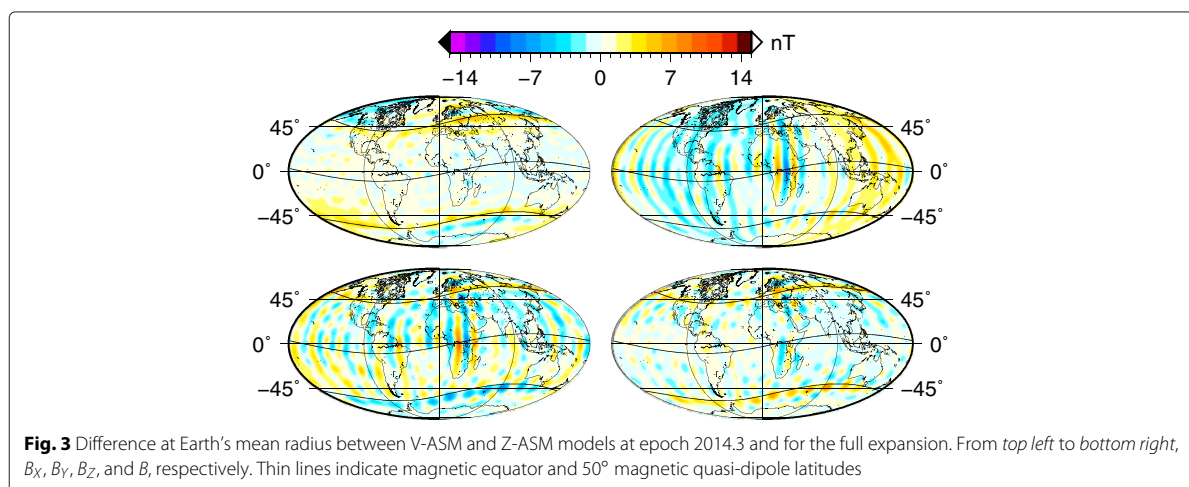 nT
−14 −7 0 7 14
45° 45°
0° 0°
−45° −45°
45° 45°
0° 0°
−45° −45°
Fig. 3 Difference at Earth's mean radius between V-ASM and Z-ASM models at epoch 2014.3 and for the full expansion. From top left to bottom right,
BX, BY, BZ, and B, respectively. Thin lines indicate magnetic equator and 50° magnetic quasi-dipole latitudes